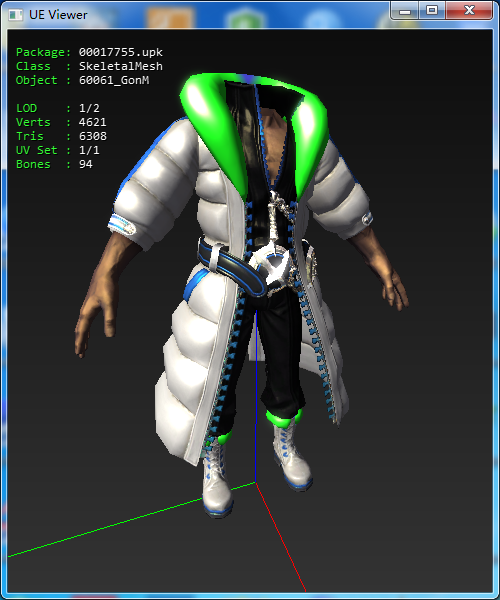 UE Viewer
Package: 00017755.upk
Class : SkeletalMesh
Object : 60061_GonM
LOD : 1/2
Verts : 4621
Tris : 6308
UV Set : 1/1
Bones : 94